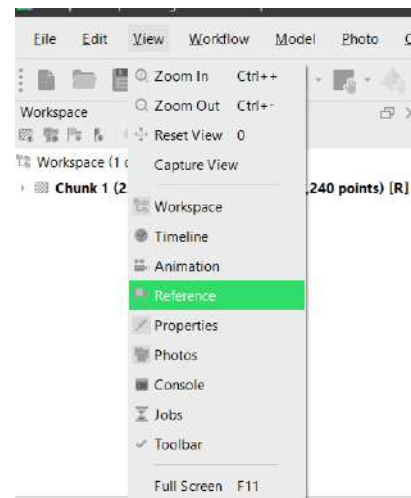 File Edit View Workflow Model Photo
Zoom In Ctrl++
Workspace
Zoom Out Ctrl+-
Reset View 0
Workspace (1 c
Capture View
Chunk 1 (2 ,240 points) [R]
Workspace
Timeline
Animation
Reference
Properties
Photos
Console
Jobs
Toolbar
Full Screen F11